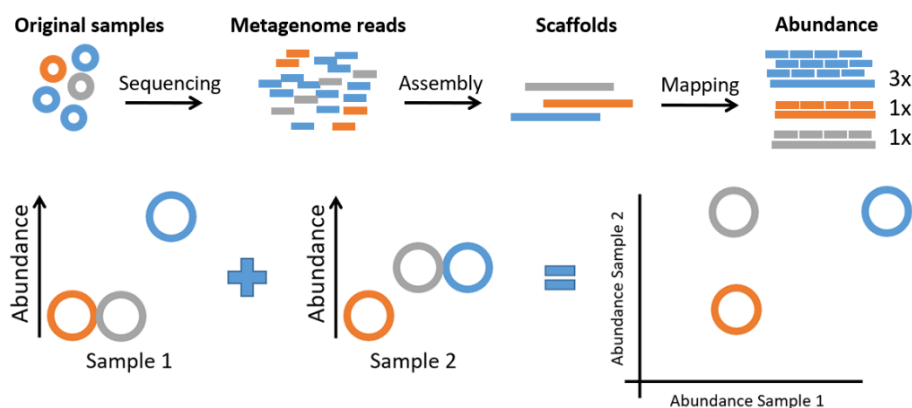 Original samples
Metagenome reads
Scaffolds
Abundance
Sequencing
Assembly
Mapping
3x
1x
1x
Abundance
Sample 1
Abundance
Sample 2
Abundance Sample 2
Abundance Sample 1